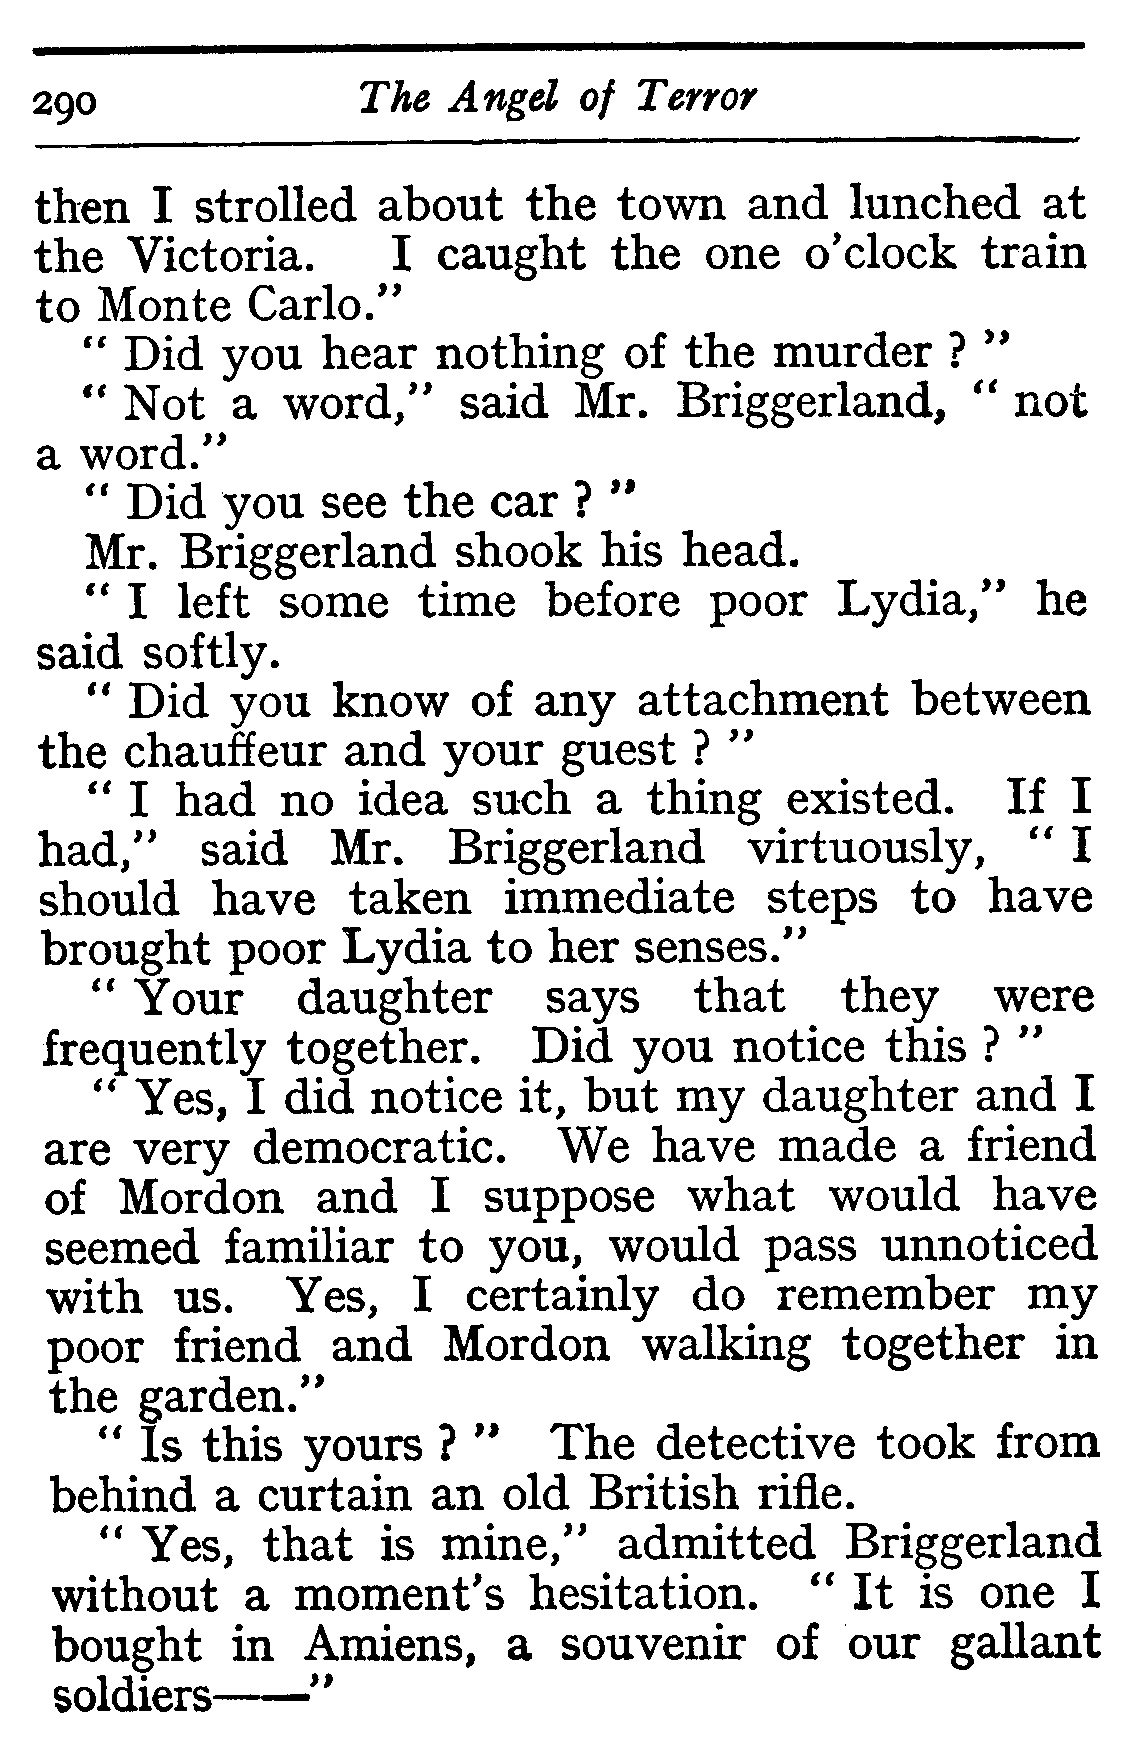 290 The Angel of Terror
then I strolled about the town and lunched at
the Victoria. I caught the one o'clock train
to Monte Carlo."
" Did you hear nothing of the murder ? "
" Not a word," said Mr. Briggerland, " not
a word."
" Did you see the car ? "
Mr. Briggerland shook his head.
" I left some time before poor Lydia," he
said softly.
" Did you know of any attachment between
the chauffeur and your guest ? "
" I had no idea such a thing existed. If I
had," said Mr. Briggerland virtuously, " I
should have taken immediate steps to have
brought poor Lydia to her senses."
" Your daughter says that they were
frequently together. Did you notice this ? "
" Yes, I did notice it, but my daughter and I
are very democratic. We have made a friend
of Mordon and I suppose what would have
seemed familiar to you, would pass unnoticed
with us. Yes, I certainly do remember my
poor friend and Mordon walking together in
the garden."
" Is this yours ? " The detective took from
behind a curtain an old British rifle.
" Yes, that is mine," admitted Briggerland
without a moment's hesitation. " It is one I
bought in Amiens, a souvenir of our gallant
soldiers——"